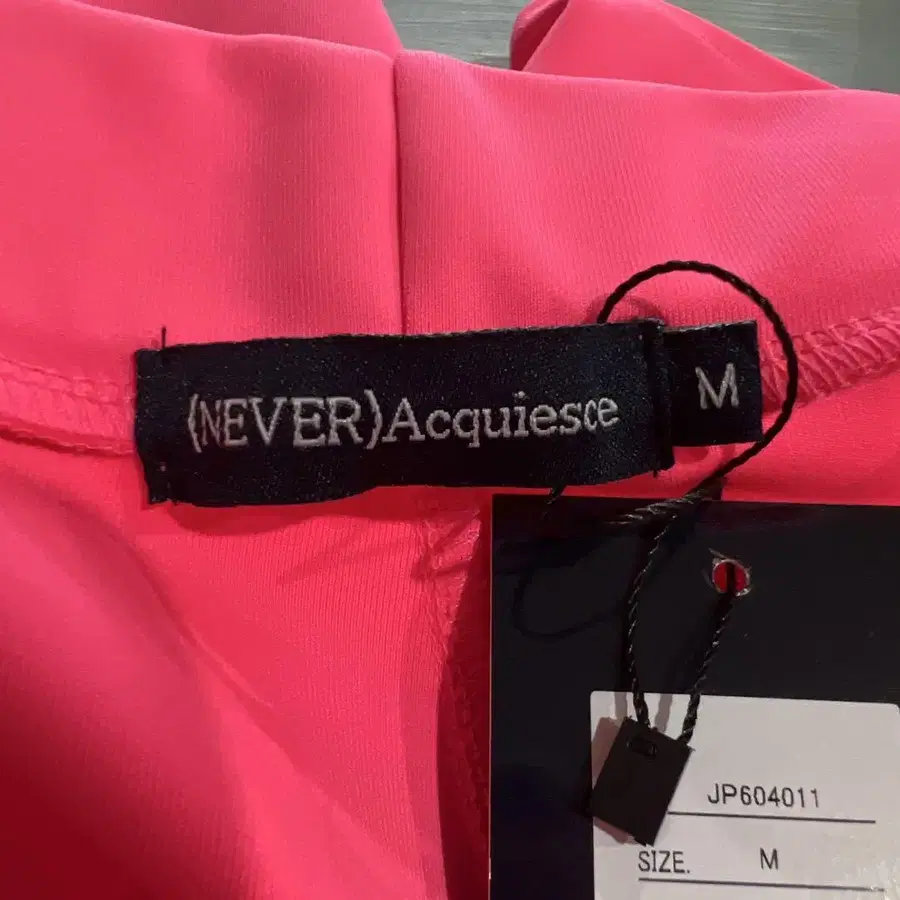 (NEVER)Acquiesce
M
JP604011
SIZE. M